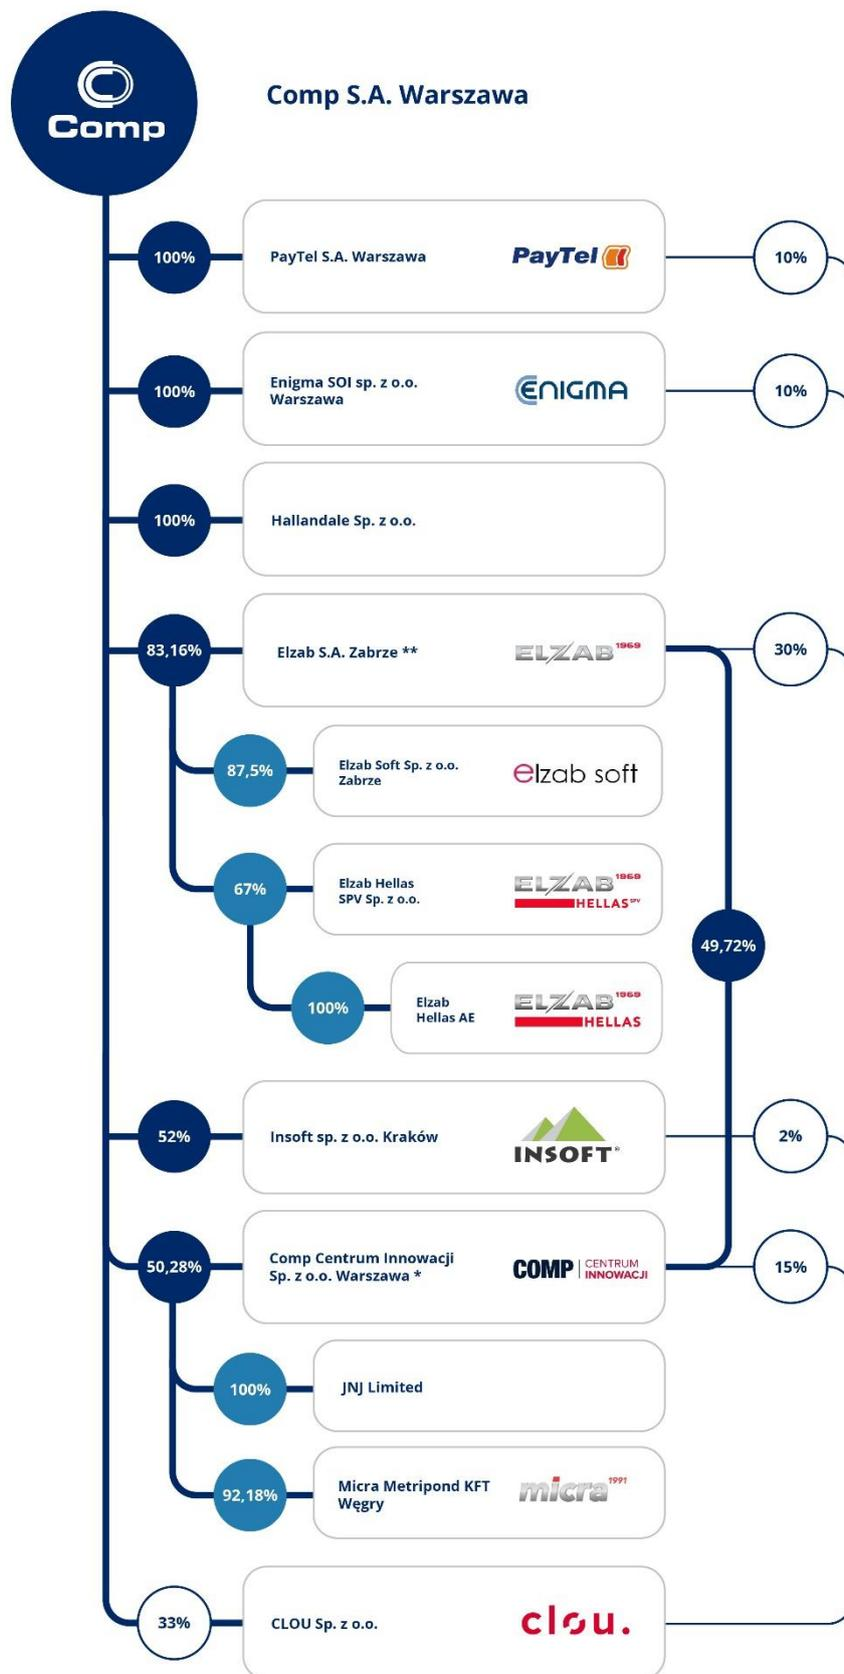 Comp
Comp S.A. Warszawa
100%
PayTel S.A. Warszawa
PayTel
10%
100%
Enigma SOI sp. z o.o.
Warszawa
ENIGMA
10%
100%
Hallandale Sp. z o.o.
83,16%
Elzab S.A. Zabrze **
ELZAB 1969
30%
87,5%
Elzab Soft Sp. z o.o.
Zabrze
elzab soft
67%
Elzab Hellas
SPV Sp. z o.o.
ELZAB 1969
HELLAS SPV
49,72%
100%
Elzab
Hellas AE
ELZAB 1969
HELLAS
52%
Insoft sp. z o.o. Kraków
INSOFT®
2%
50,28%
Comp Centrum Innowacji
Sp. z o.o. Warszawa *
COMP
CENTRUM
INNOWACJI
15%
100%
JNJ Limited
92,18%
Micra Metripond KFT
Węgry
micra 1991
33%
CLOU Sp. z o.o.
clou.